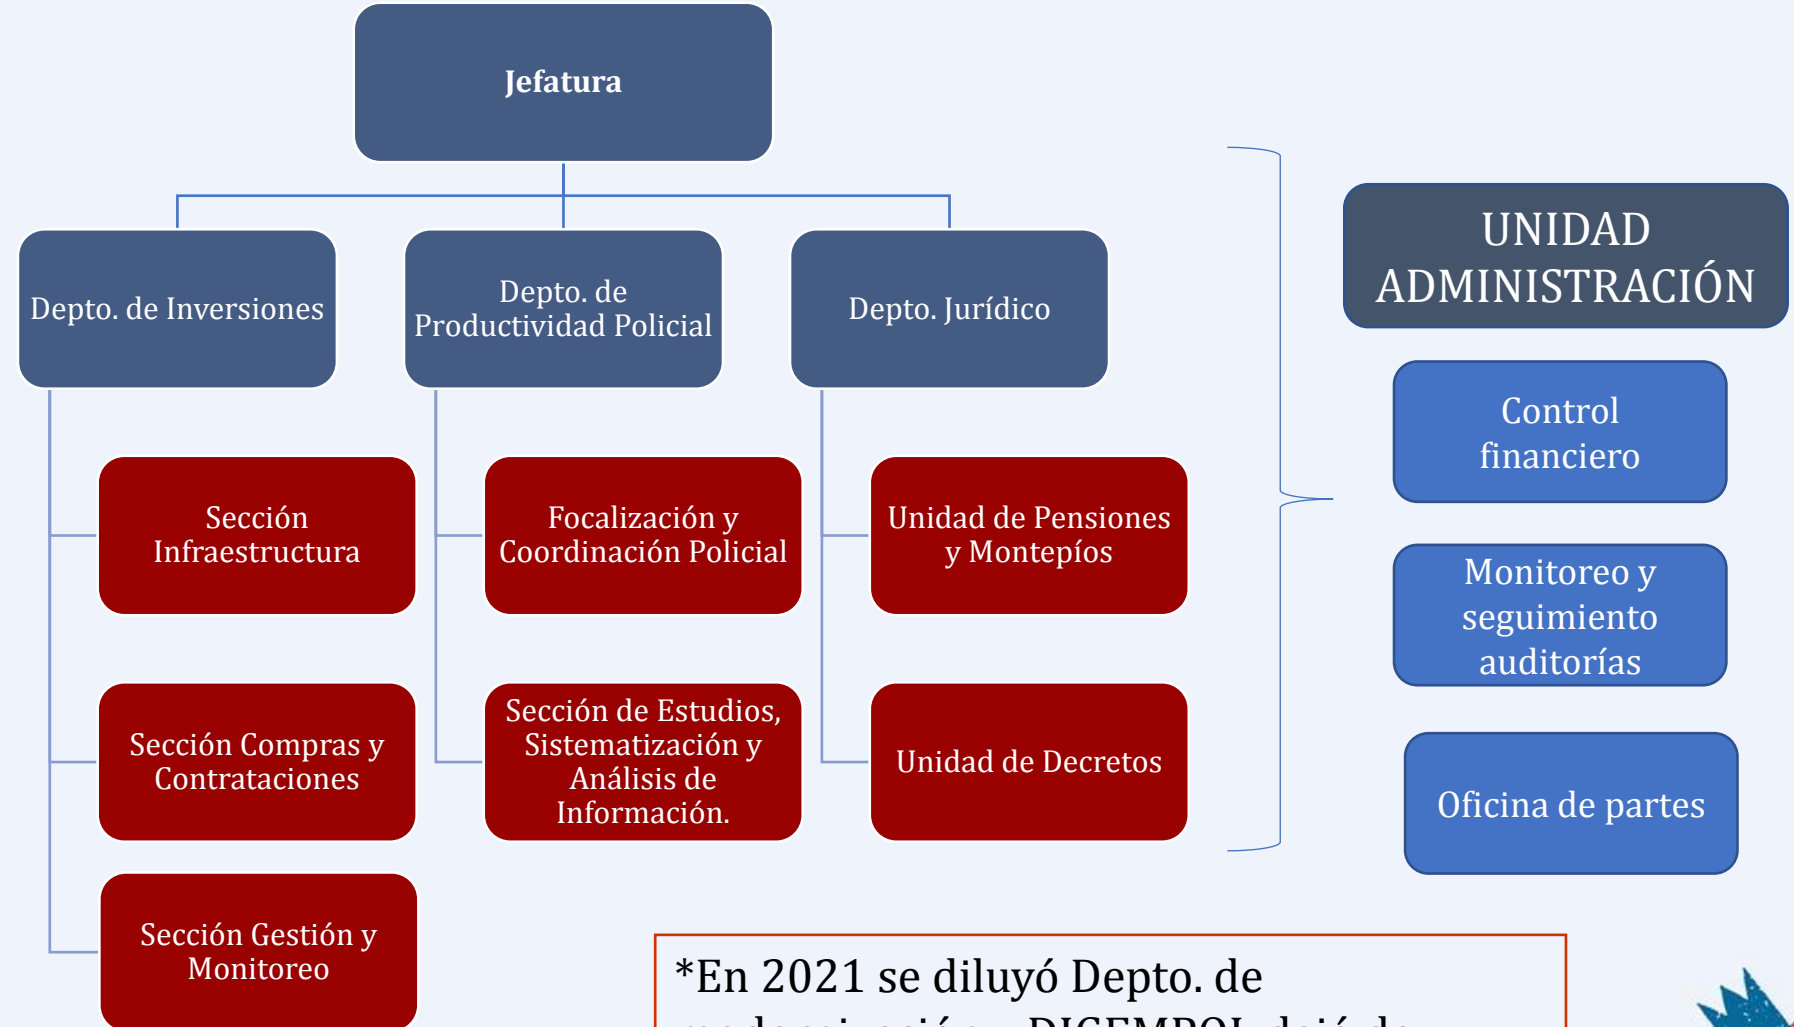 Jefatura
Depto. de Inversiones
Depto. de
Productividad Policial
Depto. Jurídico
Sección
Infraestructura
Focalización y
Coordinación Policial
Unidad de Pensiones
y Montepíos
Sección Compras y
Contrataciones
Sección de Estudios,
Sistematización y
Análisis de
Información.
Unidad de Decretos
Sección Gestión y
Monitoreo
UNIDAD
ADMINISTRACIÓN
Control
financiero
Monitoreo y
seguimiento
auditorías
Oficina de partes
*En 2021 se diluyó Depto. de